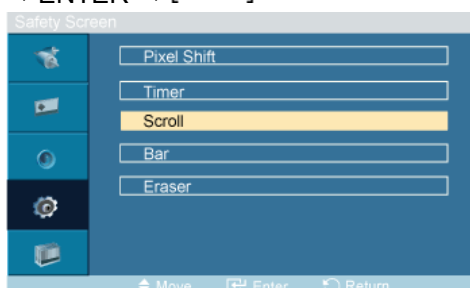 Safety Screen
Pixel Shift
Timer
Scroll
Bar
Eraser
Move Enter Return